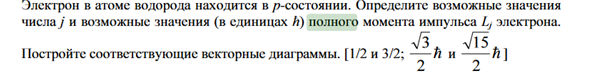 Электрон в атоме водорода находится в p-состоянии. Определите возможные значения
числа j и возможные значения (в единицах ħ) полного момента импульса Lⱼ электрона.
Постройте соответствующие векторные диаграммы. [1/2 и 3/2; √3/2 ħ и √15/2 ħ]